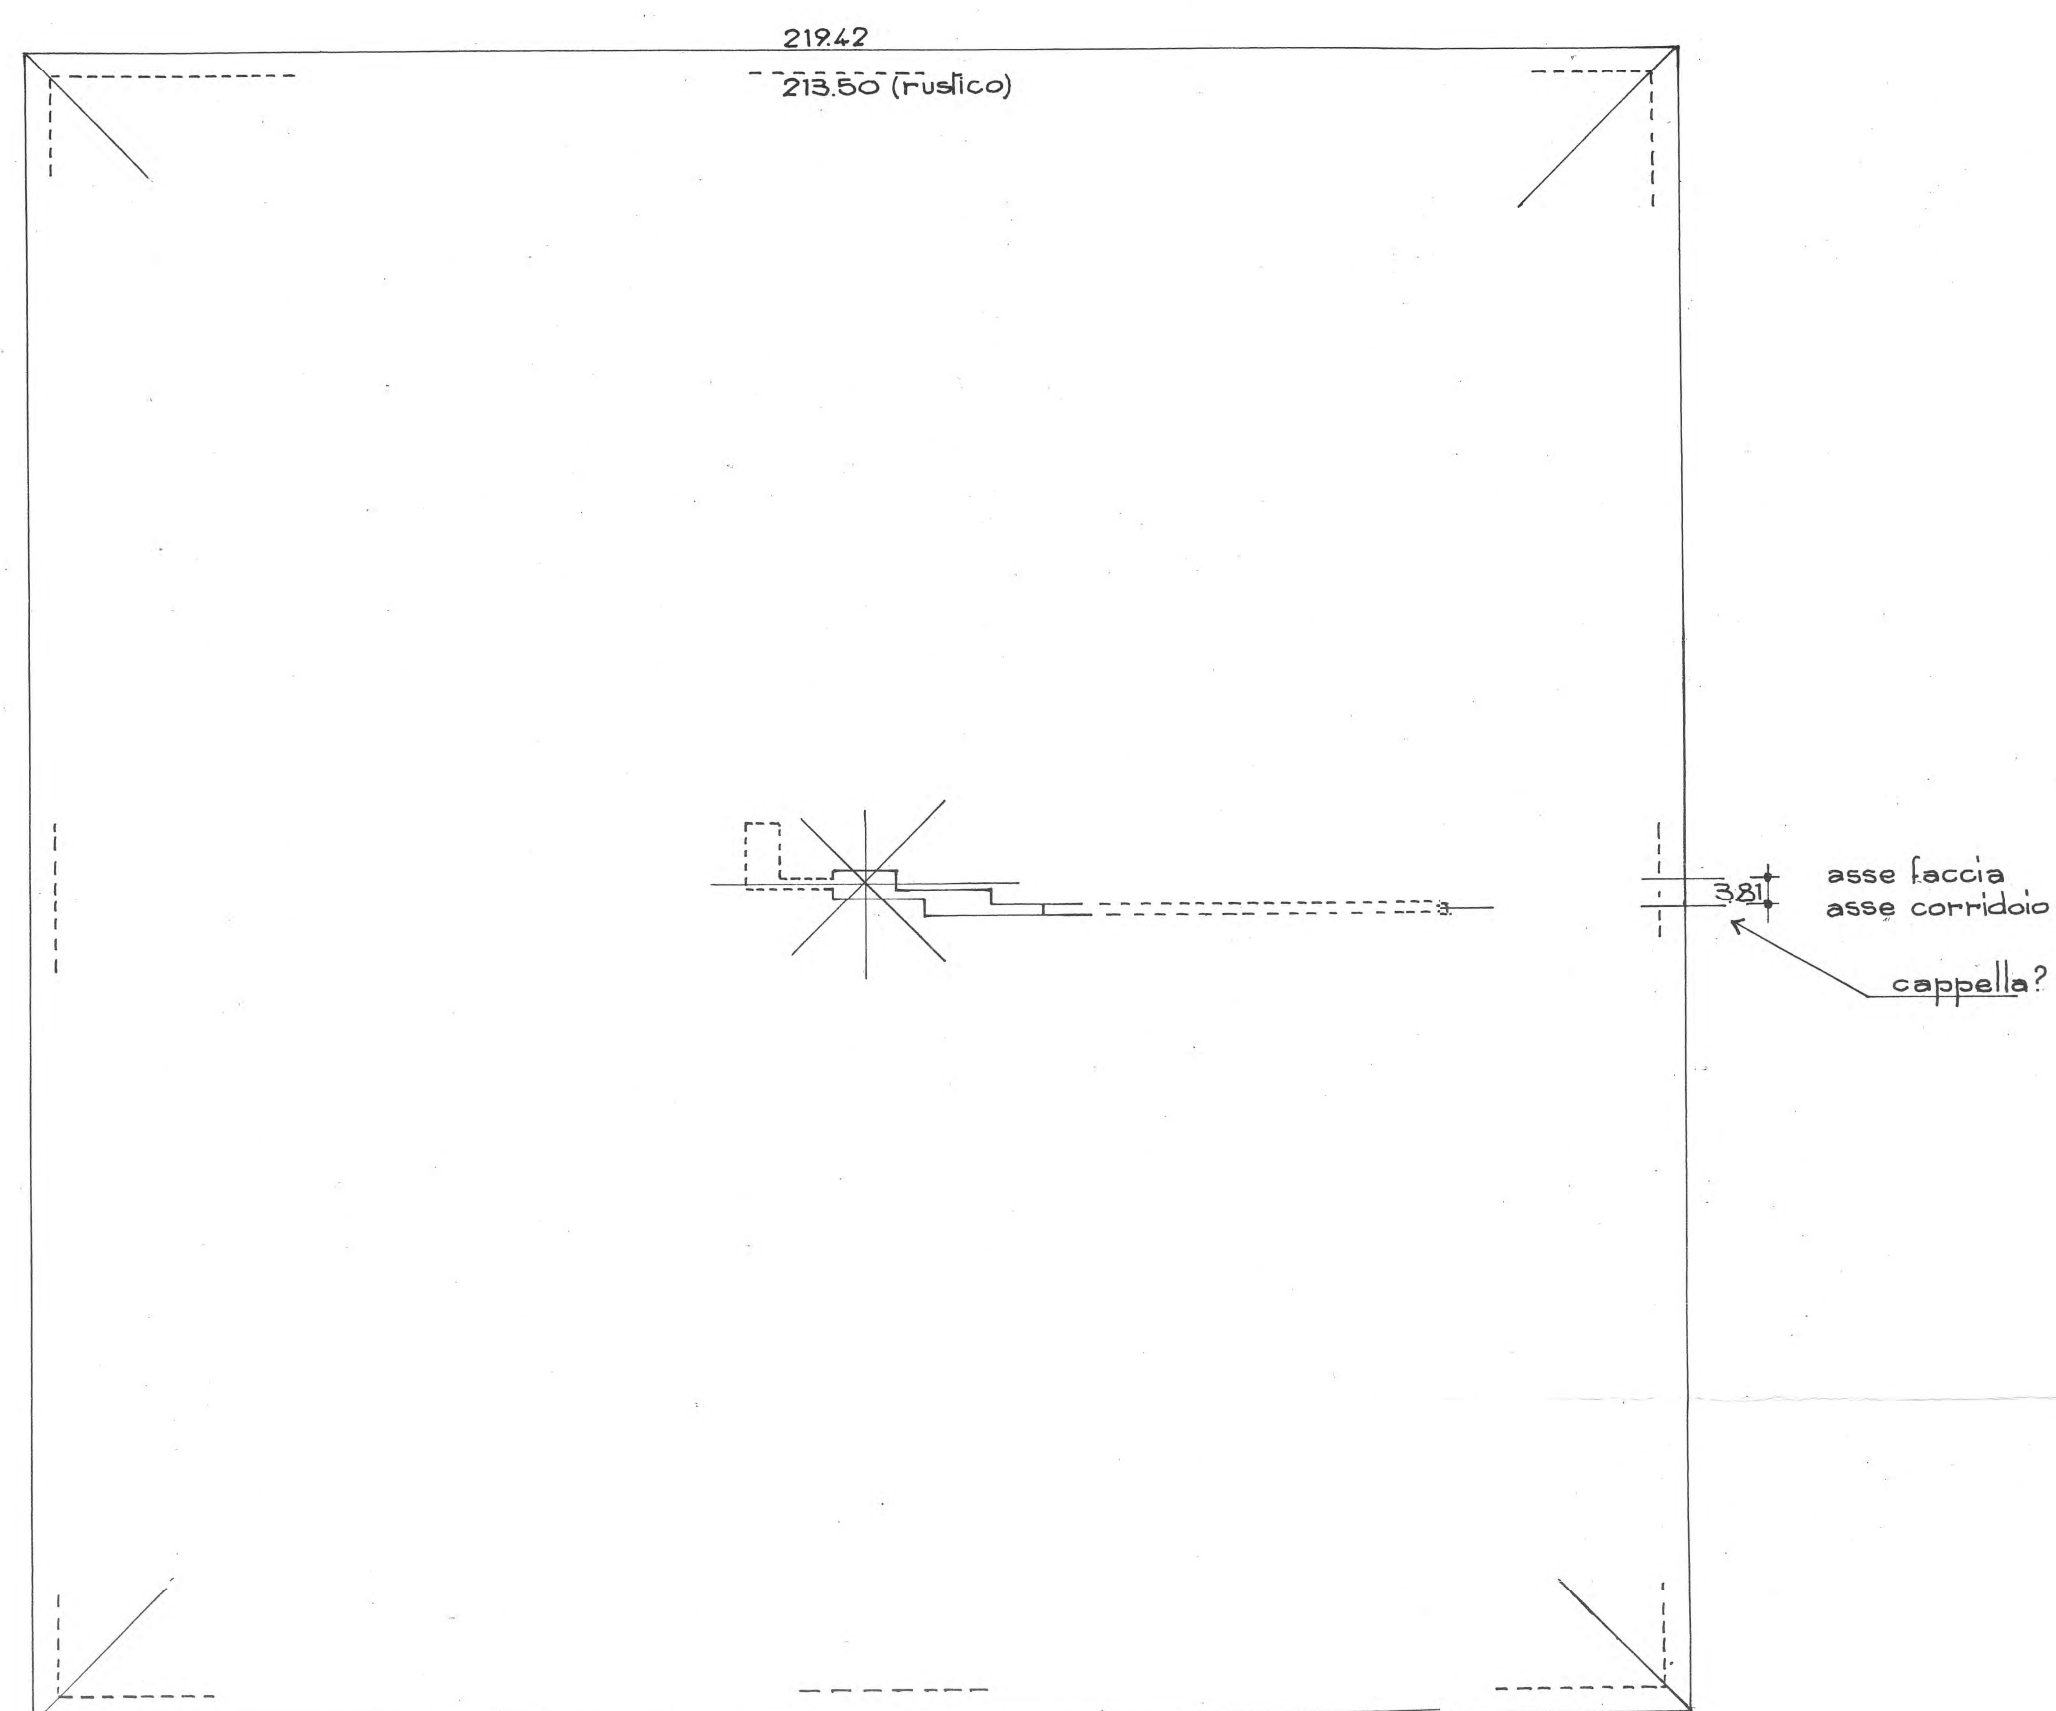 219.42
213.50 (rustico)
asse faccia
3.81
asse corridoio
cappella?